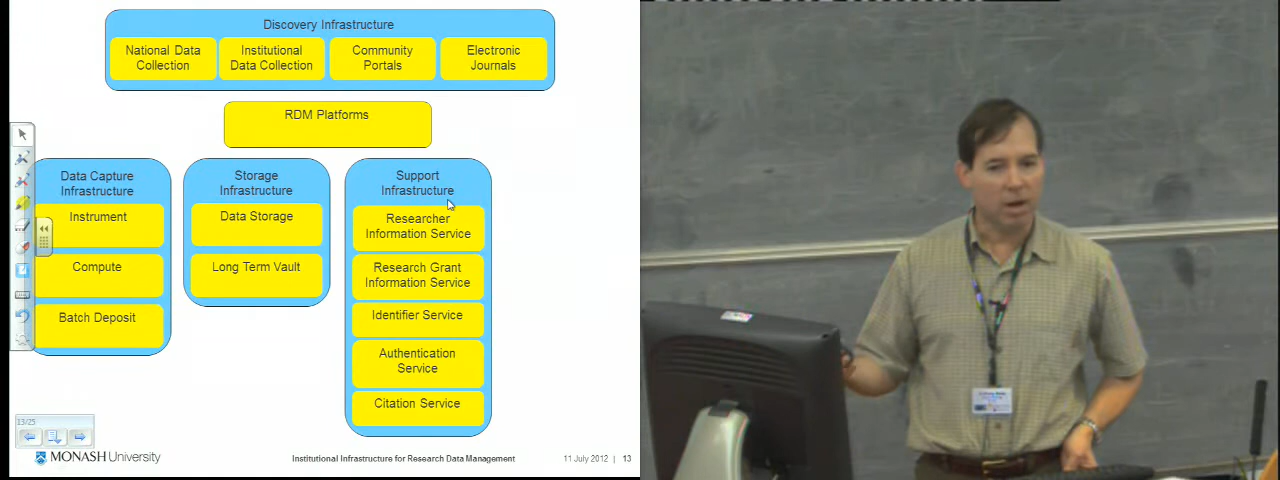 Discovery Infrastructure
National Data
Collection
Institutional
Data Collection
Community
Portals
Electronic
Journals
RDM Platforms
Data Capture
Infrastructure
Instrument
Compute
Batch Deposit
Storage
Infrastructure
Data Storage
Long Term Vault
Support
Infrastructure
Researcher
Information Service
Research Grant
Information Service
Identifier Service
Authentication
Service
Citation Service
13/25
MONASH University
Institutional Infrastructure for Research Data Management
11 July 2012 | 13